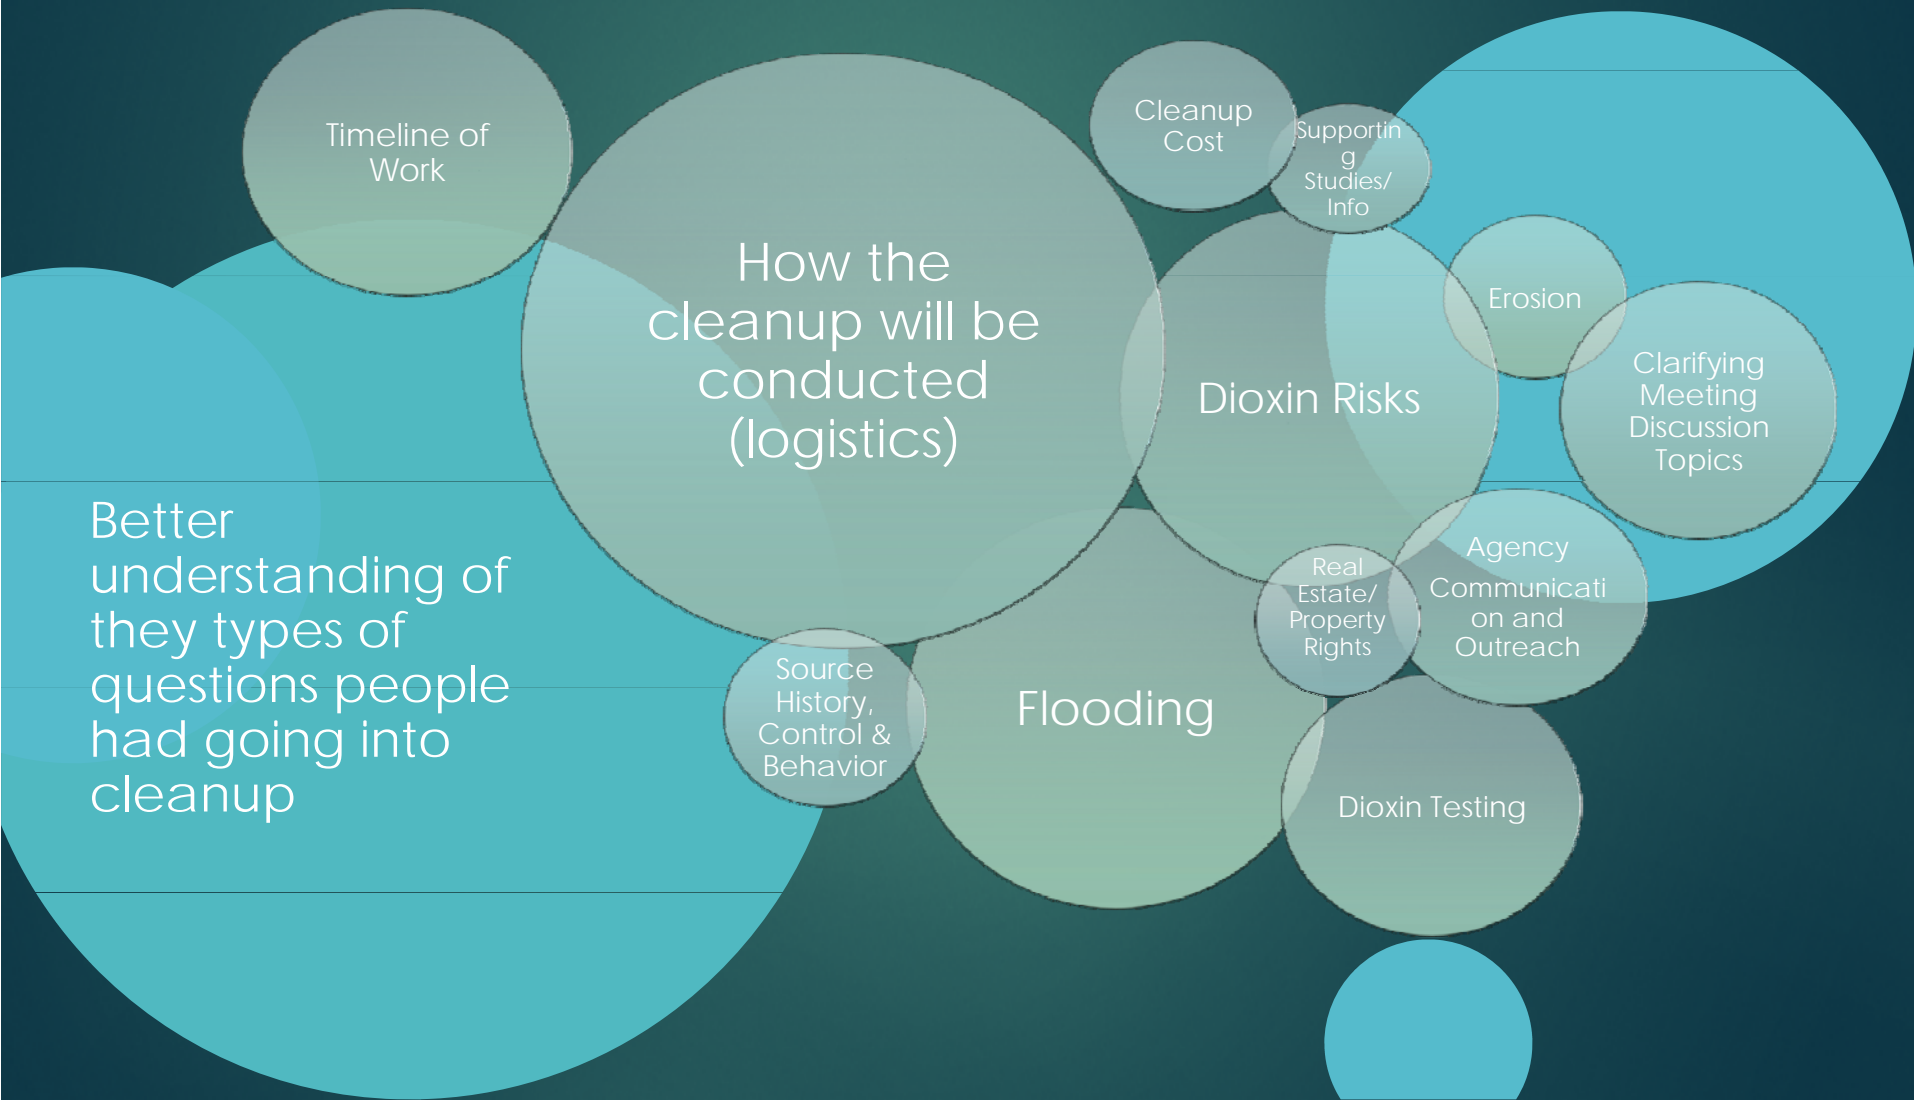 Timeline of
Work
How the
cleanup will be
conducted
(logistics)
Cleanup
Cost
Supportin
g
Studies/
Info
Dioxin Risks
Erosion
Clarifying
Meeting
Discussion
Topics
Better
understanding of
they types of
questions people
had going into
cleanup
Source
History,
Control &
Behavior
Flooding
Real
Estate/
Property
Rights
Agency
Communicati
on and
Outreach
Dioxin Testing